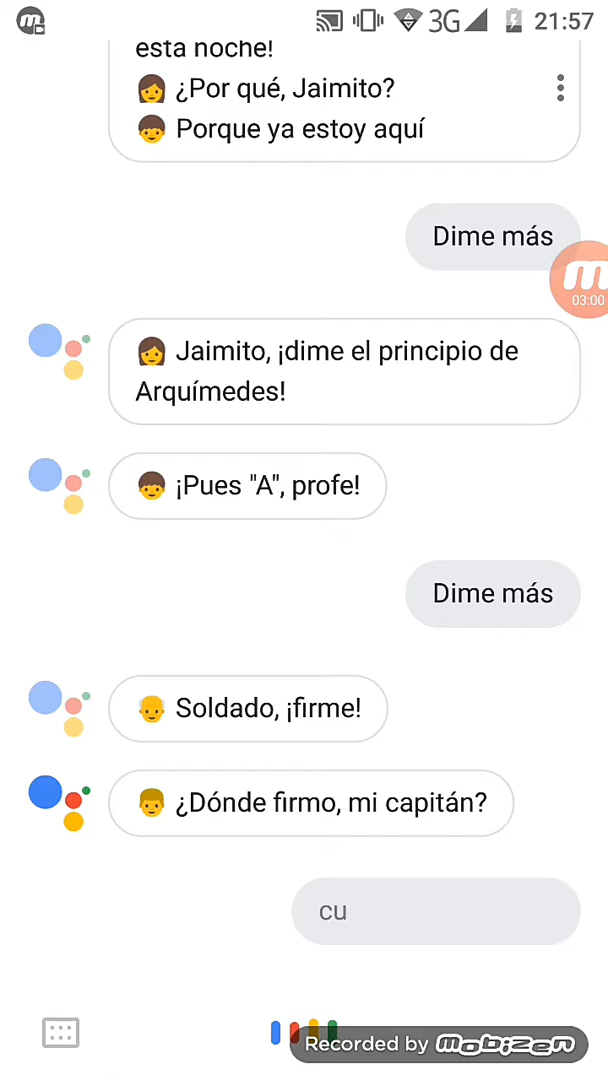 3G 21:57
esta noche!
¿Por qué, Jaimito?
Porque ya estoy aquí
Dime más
03:00
Jaimito, ¡dime el principio de
Arquímedes!
¡Pues "A", profe!
Dime más
Soldado, ¡firme!
¿Dónde firmo, mi capitán?
cu
Recorded by mobizen